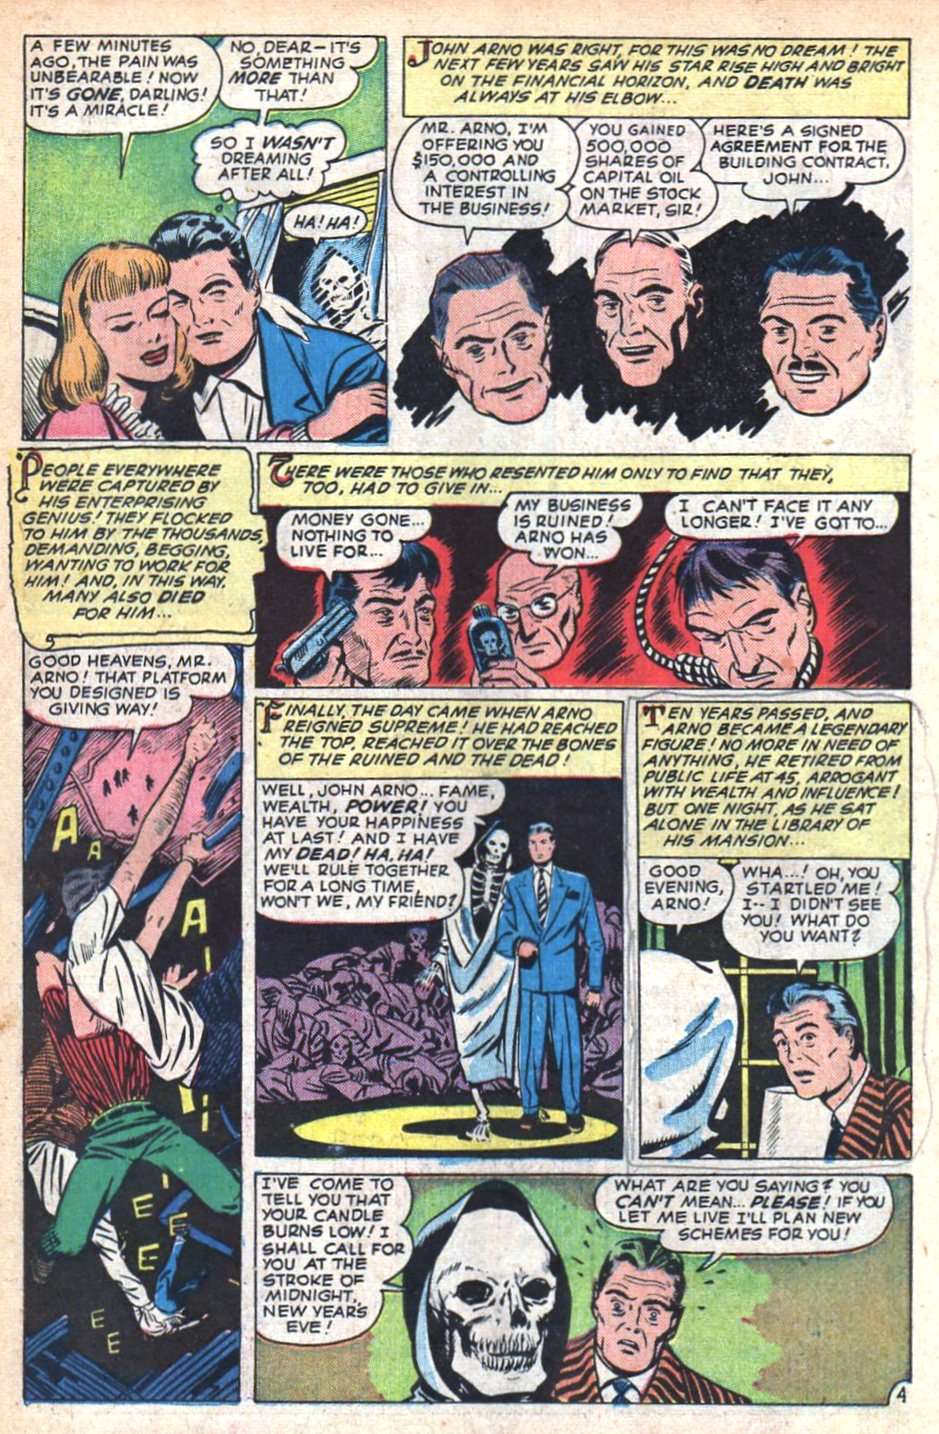 A FEW MINUTES
AGO, THE PAIN WAS
UNBEARABLE! NOW
IT'S GONE, DARLING!
IT'S A MIRACLE!
NO, DEAR—IT'S
SOMETHING
MORE THAN
THAT!
SO I WASN'T
DREAMING
AFTER ALL!
HA! HA!
JOHN ARNO WAS RIGHT, FOR THIS WAS NO DREAM! THE
NEXT FEW YEARS SAW HIS STAR RISE HIGH AND BRIGHT
ON THE FINANCIAL HORIZON, AND DEATH WAS
ALWAYS AT HIS ELBOW...
MR. ARNO, I'M
OFFERING YOU
$150,000 AND
A CONTROLLING
INTEREST IN
THE BUSINESS!
YOU GAINED
500,000
SHARES OF
CAPITAL OIL
ON THE STOCK
MARKET, SIR!
HERE'S A SIGNED
AGREEMENT FOR THE
BUILDING CONTRACT,
JOHN...
PEOPLE EVERYWHERE
WERE CAPTURED BY
HIS ENTERPRISING
GENIUS! THEY FLOCKED
TO HIM BY THE THOUSANDS,
DEMANDING, BEGGING,
WANTING TO WORK FOR
HIM! AND, IN THIS WAY,
MANY ALSO DIED
FOR HIM...
GOOD HEAVENS, MR.
ARNO! THAT PLATFORM
YOU DESIGNED IS
GIVING WAY!
A
A
A
A
i
i
i
E
E
E
E
E
THERE WERE THOSE WHO RESENTED HIM ONLY TO FIND THAT THEY,
TOO, HAD TO GIVE IN...
MONEY GONE...
NOTHING TO
LIVE FOR...
MY BUSINESS
IS RUINED!
ARNO HAS
WON...
I CAN'T FACE IT ANY
LONGER! I'VE GOT TO...
FINALLY, THE DAY CAME WHEN ARNO
REIGNED SUPREME! HE HAD REACHED
THE TOP, REACHED IT OVER THE BONES
OF THE RUINED AND THE DEAD!
WELL, JOHN ARNO... FAME,
WEALTH, POWER! YOU
HAVE YOUR HAPPINESS
AT LAST! AND I HAVE
MY DEAD! HA, HA!
WE'LL RULE TOGETHER
FOR A LONG TIME,
WON'T WE, MY FRIEND?
TEN YEARS PASSED, AND
ARNO BECAME A LEGENDARY
FIGURE! NO MORE IN NEED OF
ANYTHING, HE RETIRED FROM
PUBLIC LIFE AT 45, ARROGANT
WITH WEALTH AND INFLUENCE!
BUT ONE NIGHT, AS HE SAT
ALONE IN THE LIBRARY OF
HIS MANSION...
GOOD
EVENING,
ARNO!
WHA...! OH, YOU
STARTLED ME!
I-- I DIDN'T SEE
YOU! WHAT DO
YOU WANT?
I'VE COME TO
TELL YOU THAT
YOUR CANDLE
BURNS LOW! I
SHALL CALL FOR
YOU AT THE
STROKE OF
MIDNIGHT,
NEW YEAR'S
EVE!
WHAT ARE YOU SAYING? YOU
CAN'T MEAN... PLEASE! IF YOU
LET ME LIVE I'LL PLAN NEW
SCHEMES FOR YOU!
4